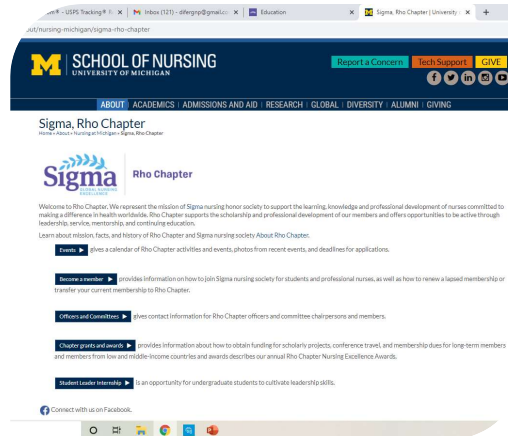 USPS Tracking®
Inbox (121) - difergnp@gmail.co
Education
Sigma, Rho Chapter | University
out/nursing-michigan/sigma-rho-chapter
M SCHOOL OF NURSING
UNIVERSITY OF MICHIGAN
Report a Concern Tech Support GIVE
ABOUT ACADEMICS | ADMISSIONS AND AID | RESEARCH | GLOBAL | DIVERSITY | ALUMNI | GIVING
Sigma, Rho Chapter
Home » About » Nursing at Michigan » Sigma, Rho Chapter
Sigma Rho Chapter
GLOBAL NURSING
EXCELLENCE
Welcome to Rho Chapter. We represent the mission of Sigma nursing honor society to support the learning, knowledge and professional development of nurses committed to
making a difference in health worldwide. Rho Chapter supports the scholarship and professional development of our members and offers opportunities to be active through
leadership, service, mentorship, and continuing education.
Learn about mission, facts, and history of Rho Chapter and Sigma nursing society About Rho Chapter.
Events gives a calendar of Rho Chapter activities and events, photos from recent events, and deadlines for applications.
Become a member provides information on how to join Sigma nursing society for students and professional nurses, as well as how to renew a lapsed membership or
transfer your current membership to Rho Chapter.
Officers and Committees gives contact information for Rho Chapter officers and committee chairpersons and members.
Chapter grants and awards provides information about how to obtain funding for scholarly projects, conference travel, and membership dues for long-term members
and members from low and middle-income countries and awards describes our annual Rho Chapter Nursing Excellence Awards.
Student Leader Internship is an opportunity for undergraduate students to cultivate leadership skills.
Connect with us on Facebook.